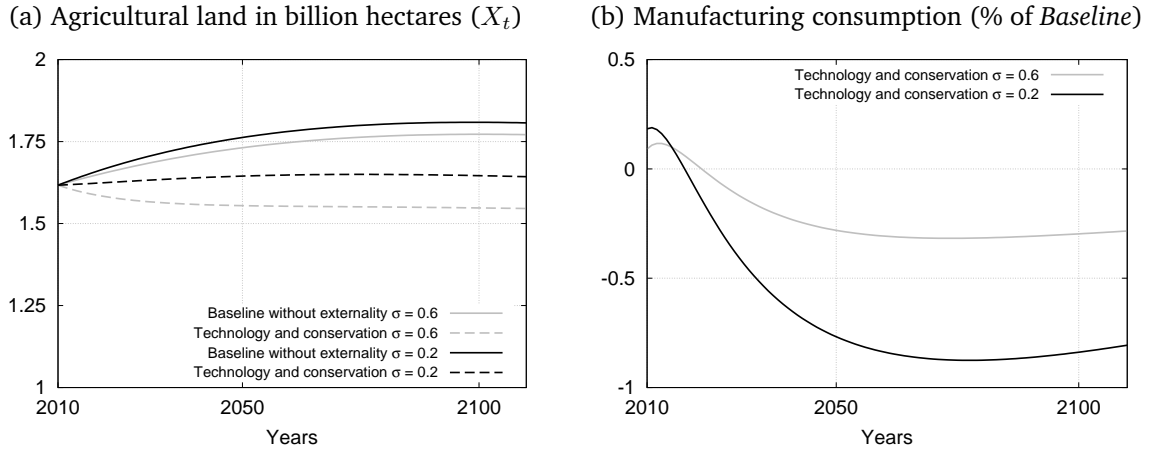 (a) Agricultural land in billion hectares (Xt)
2
1.75
1.5
1.25
1
2010
2050
2100
Years
Baseline without externality σ = 0.6
Technology and conservation σ = 0.6
Baseline without externality σ = 0.2
Technology and conservation σ = 0.2
(b) Manufacturing consumption (% of Baseline)
0.5
0
-0.5
-1
2010
2050
2100
Years
Technology and conservation σ = 0.6
Technology and conservation σ = 0.2